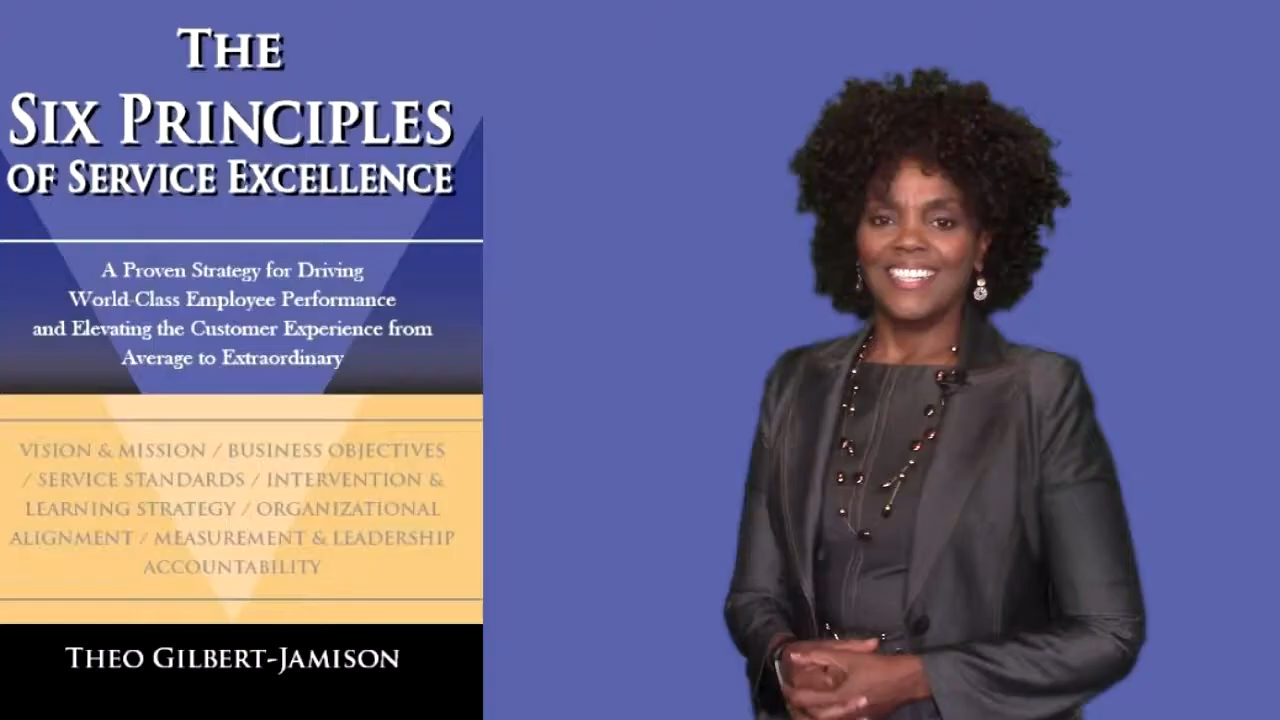 THE
SIX PRINCIPLES
OF SERVICE EXCELLENCE
A Proven Strategy for Driving
World-Class Employee Performance
and Elevating the Customer Experience from
Average to Extraordinary
VISION & MISSION / BUSINESS OBJECTIVES
/ SERVICE STANDARDS / INTERVENTION &
LEARNING STRATEGY / ORGANIZATIONAL
ALIGNMENT / MEASUREMENT & LEADERSHIP
ACCOUNTABILITY
THEO GILBERT-JAMISON